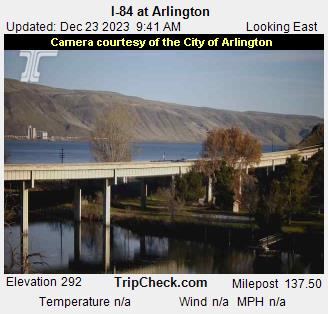 I-84 at Arlington
Updated: Dec 23 2023 9:41 AM Looking East
Camera courtesy of the City of Arlington
Elevation 292 TripCheck.com Milepost 137.50
Temperature n/a Wind n/a MPH n/a